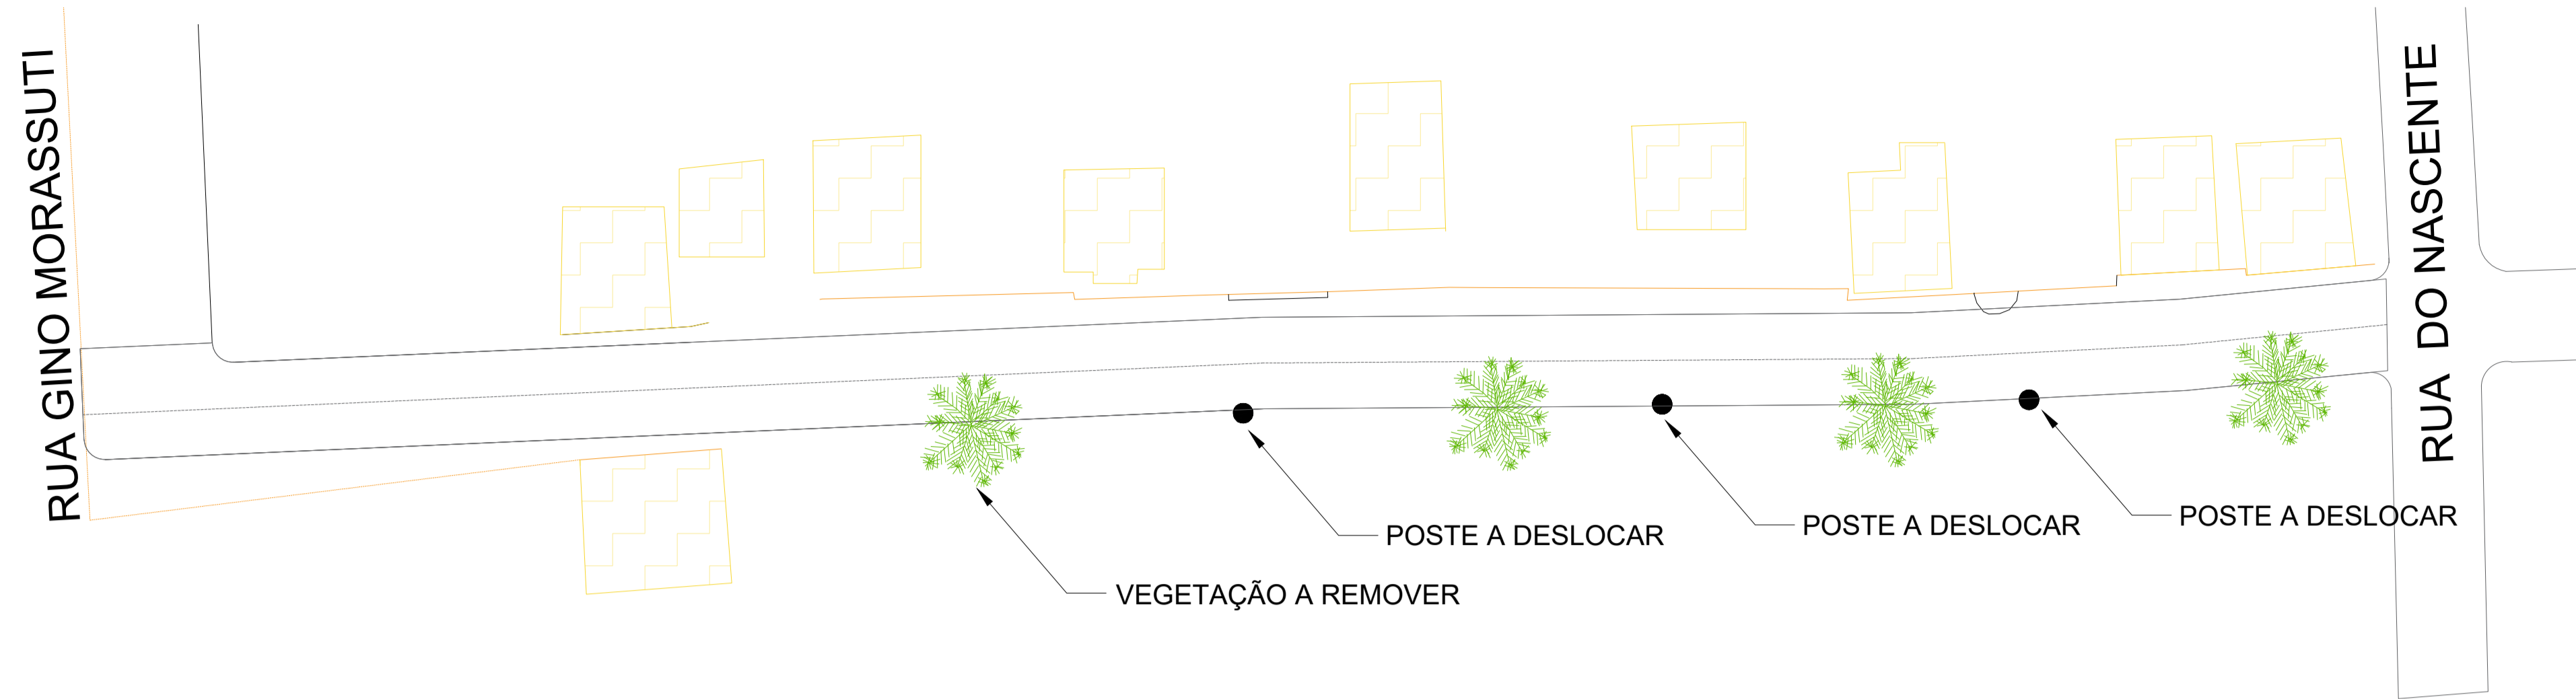 RUA GINO MORASSUTI
RUA DO NASCENTE
POSTE A DESLOCAR
POSTE A DESLOCAR
POSTE A DESLOCAR
VEGETAÇÃO A REMOVER